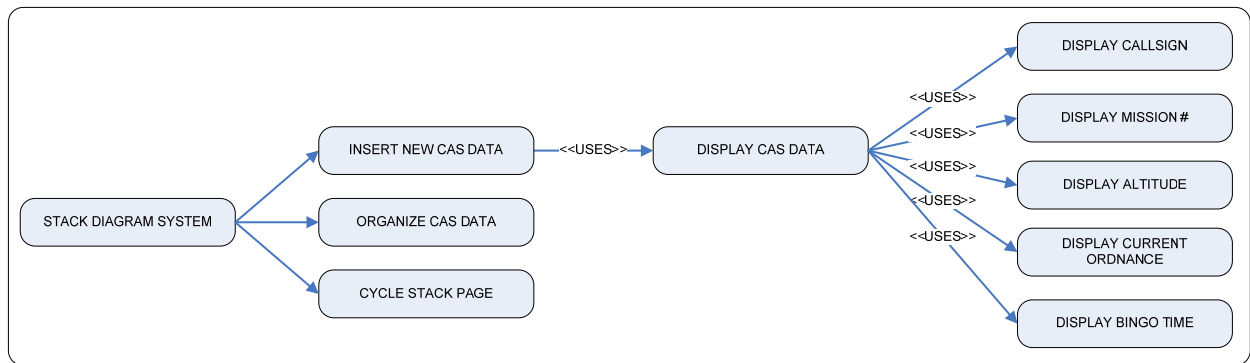 STACK DIAGRAM SYSTEM
INSERT NEW CAS DATA
ORGANIZE CAS DATA
CYCLE STACK PAGE
<<USES>>
DISPLAY CAS DATA
<<USES>>
<<USES>>
<<USES>>
<<USES>>
<<USES>>
DISPLAY CALLSIGN
DISPLAY MISSION #
DISPLAY ALTITUDE
DISPLAY CURRENT
ORDNANCE
DISPLAY BINGO TIME